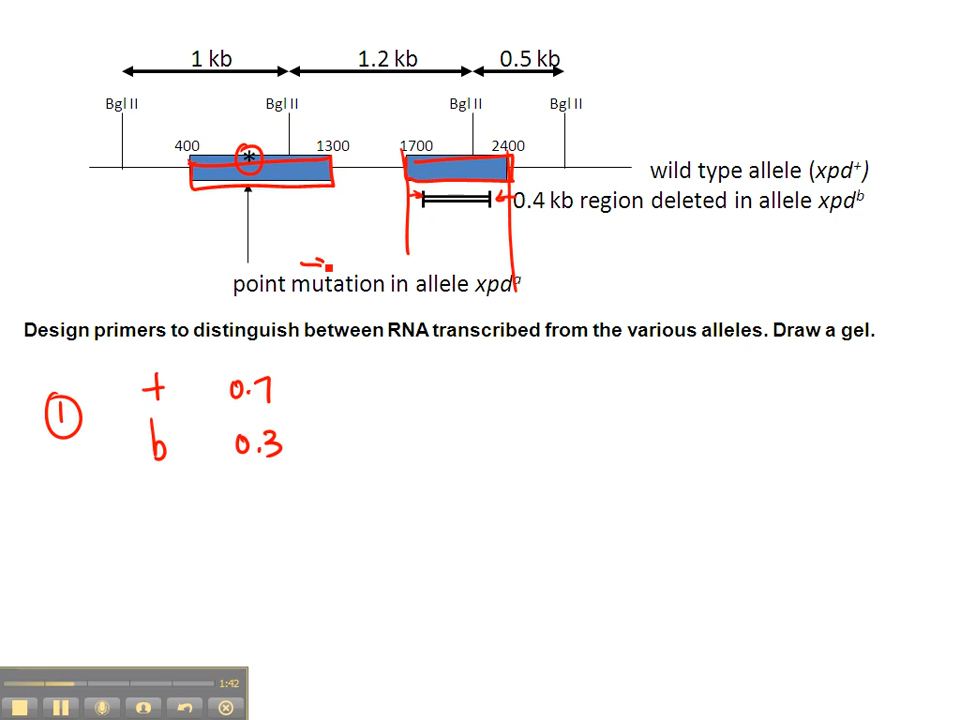 1 kb 1.2 kb 0.5 kb
Bgl II Bgl II Bgl II Bgl II
400 * 1300 1700 2400
wild type allele (xpd+)
0.4 kb region deleted in allele xpdb
point mutation in allele xpda
Design primers to distinguish between RNA transcribed from the various alleles. Draw a gel.
1 + 0.7
b 0.3
1:42